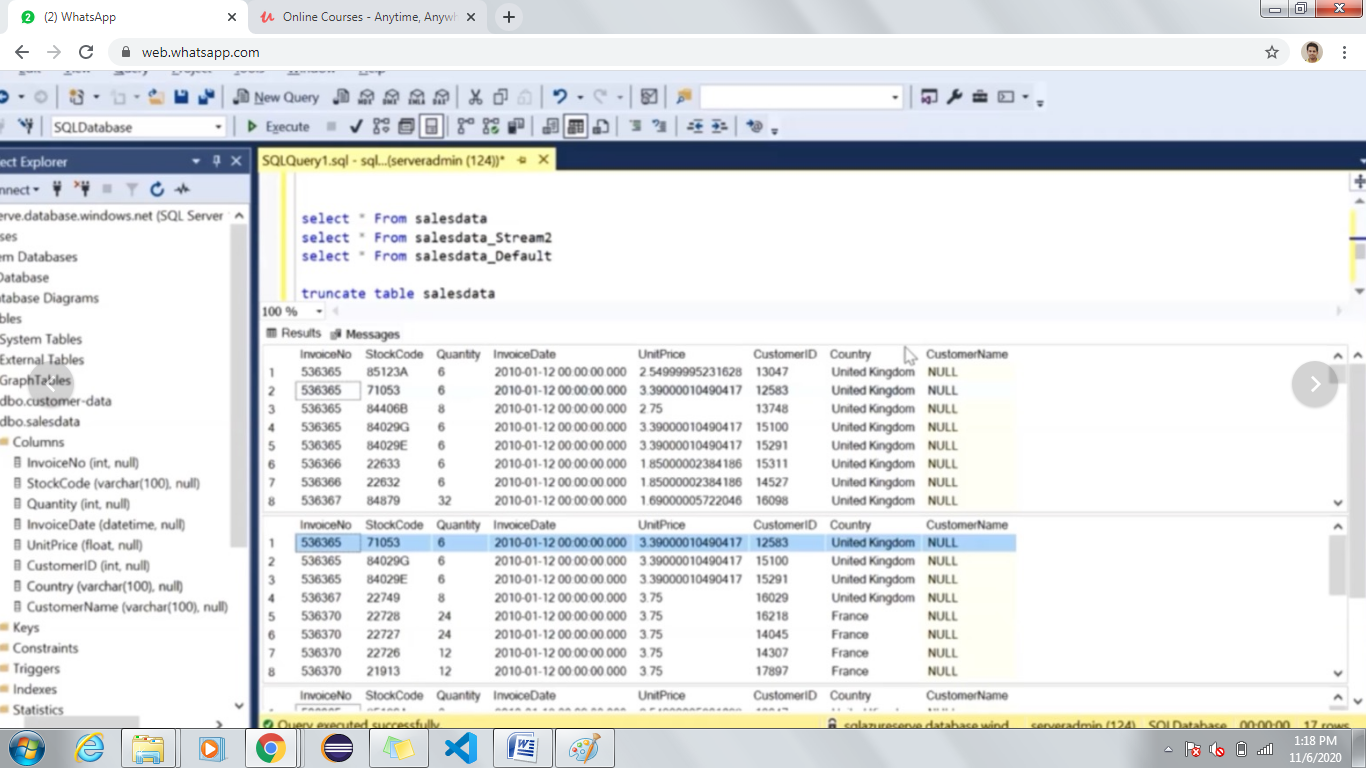 (2) WhatsApp
Online Courses - Anytime, Anywh
web.whatsapp.com
New Query
SQLDatabase
Execute
ect Explorer
SQLQuery1.sql - sql...(serveradmin (124))*
nnect
erve.database.windows.net (SQL Server
ses
m Databases
Database
tabase Diagrams
bles
System Tables
External Tables
GraphTables
dbo.customer-data
dbo.salesdata
Columns
InvoiceNo (int, null)
StockCode (varchar(100), null)
Quantity (int, null)
InvoiceDate (datetime, null)
UnitPrice (float, null)
CustomerID (int, null)
Country (varchar(100), null)
CustomerName (varchar(100), null)
Keys
Constraints
Triggers
Indexes
Statistics
select * From salesdata
select * From salesdata_Stream2
select * From salesdata_Default
truncate table salesdata
100 %
Results Messages
InvoiceNo StockCode Quantity InvoiceDate UnitPrice CustomerID Country CustomerName
1 536365 85123A 6 2010-01-12 00:00:00.000 2.54999995231628 13047 United Kingdom NULL
2 536365 71053 6 2010-01-12 00:00:00.000 3.39000010490417 12583 United Kingdom NULL
3 536365 84406B 8 2010-01-12 00:00:00.000 2.75 13748 United Kingdom NULL
4 536365 84029G 6 2010-01-12 00:00:00.000 3.39000010490417 15100 United Kingdom NULL
5 536365 84029E 6 2010-01-12 00:00:00.000 3.39000010490417 15291 United Kingdom NULL
6 536366 22633 6 2010-01-12 00:00:00.000 1.85000002384186 15311 United Kingdom NULL
7 536366 22632 6 2010-01-12 00:00:00.000 1.85000002384186 14527 United Kingdom NULL
8 536367 84879 32 2010-01-12 00:00:00.000 1.69000005722046 16098 United Kingdom NULL
InvoiceNo StockCode Quantity InvoiceDate UnitPrice CustomerID Country CustomerName
1 536365 71053 6 2010-01-12 00:00:00.000 3.39000010490417 12583 United Kingdom NULL
2 536365 84029G 6 2010-01-12 00:00:00.000 3.39000010490417 15100 United Kingdom NULL
3 536365 84029E 6 2010-01-12 00:00:00.000 3.39000010490417 15291 United Kingdom NULL
4 536367 22749 8 2010-01-12 00:00:00.000 3.75 16029 United Kingdom NULL
5 536370 22728 24 2010-01-12 00:00:00.000 3.75 16218 France NULL
6 536370 22727 24 2010-01-12 00:00:00.000 3.75 14045 France NULL
7 536370 22726 12 2010-01-12 00:00:00.000 3.75 14307 France NULL
8 536370 21913 12 2010-01-12 00:00:00.000 3.75 17897 France NULL
InvoiceNo StockCode Quantity InvoiceDate UnitPrice CustomerID Country CustomerName
Query executed successfully sqlazureserve.database.wind... serveradmin (124) SQLDatabase 00:00:00 17 rows
1:18 PM
11/6/2020